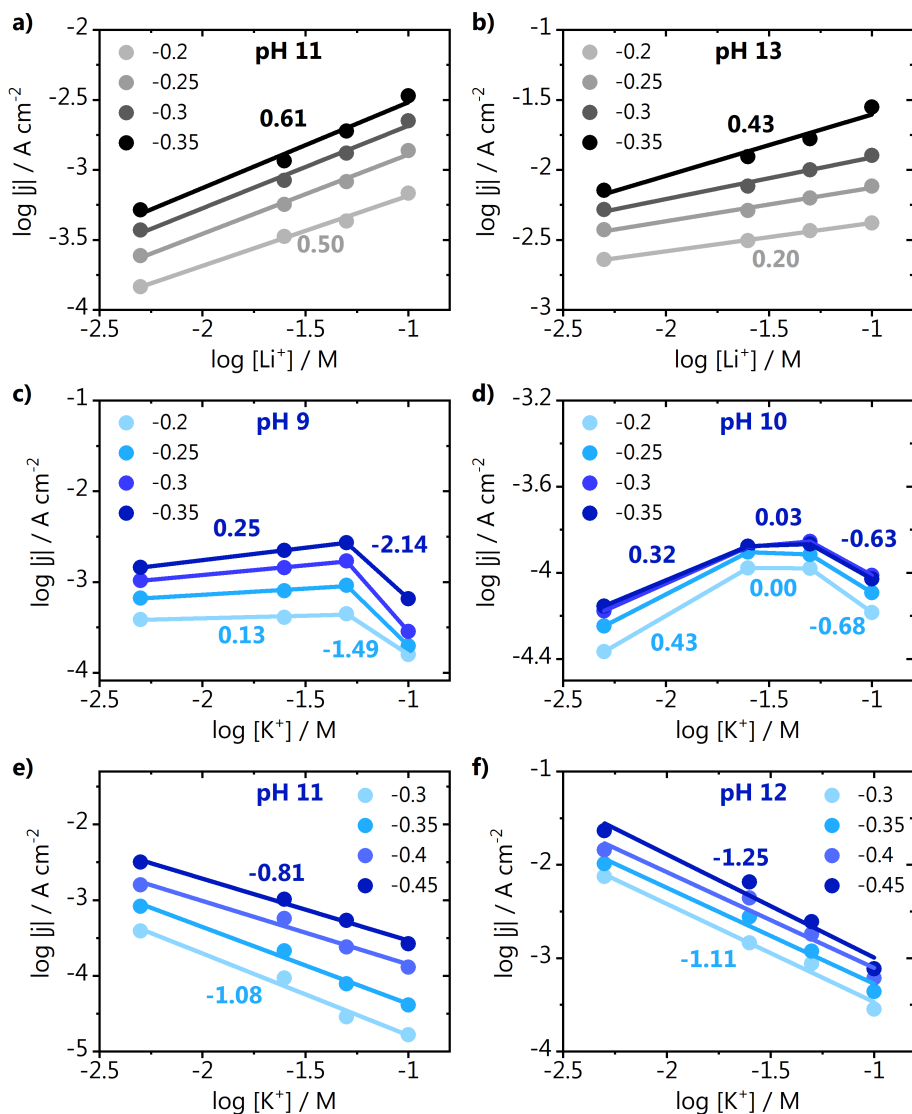 a)
pH 11
-0.2
-0.25
-0.3
-0.35
0.61
0.50
-2
-2.5
-3
-3.5
-4
log |j| / A cm⁻²
-2.5 -2 -1.5 -1
log [Li⁺] / M
b)
pH 13
-0.2
-0.25
-0.3
-0.35
0.43
0.20
-1
-1.5
-2
-2.5
-3
log |j| / A cm⁻²
-2.5 -2 -1.5 -1
log [Li⁺] / M
c)
pH 9
-0.2
-0.25
-0.3
-0.35
0.25
-2.14
0.13
-1.49
-1
-2
-3
-4
log |j| / A cm⁻²
-2.5 -2 -1.5 -1
log [K⁺] / M
d)
pH 10
-0.2
-0.25
-0.3
-0.35
0.32
0.03
-0.63
0.43
0.00
-0.68
-3.2
-3.6
-4
-4.4
log |j| / A cm⁻²
-2.5 -2 -1.5 -1
log [K⁺] / M
e)
pH 11
-0.3
-0.35
-0.4
-0.45
-0.81
-1.08
-2
-3
-4
-5
log |j| / A cm⁻²
-2.5 -2 -1.5 -1
log [K⁺] / M
f)
pH 12
-0.3
-0.35
-0.4
-0.45
-1.25
-1.11
-1
-2
-3
-4
log |j| / A cm⁻²
-2.5 -2 -1.5 -1
log [K⁺] / M